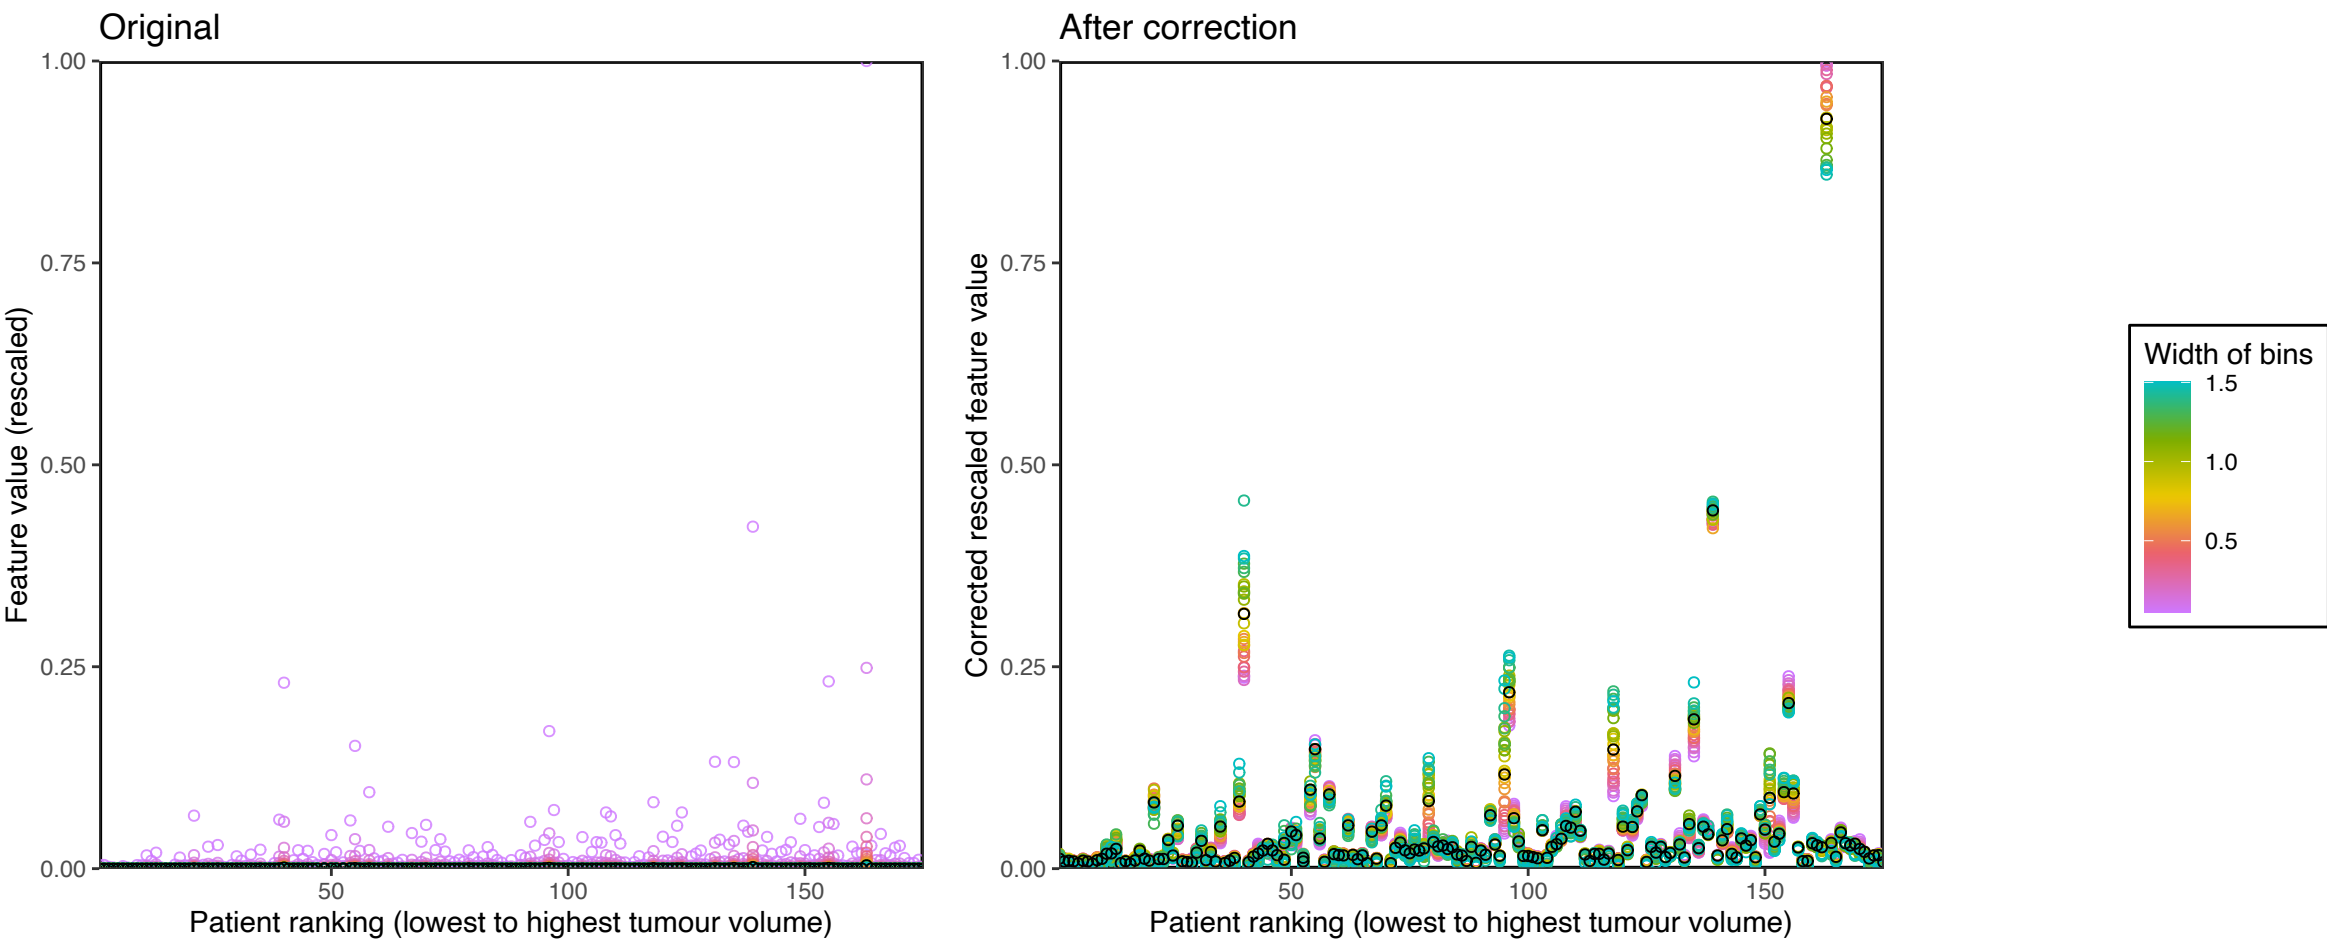 Original
1.00
0.75
0.50
0.25
0.00
50 100 150
Feature value (rescaled)
Patient ranking (lowest to highest tumour volume)
After correction
1.00
0.75
0.50
0.25
0.00
50 100 150
Corrected rescaled feature value
Patient ranking (lowest to highest tumour volume)
Width of bins
1.5
1.0
0.5